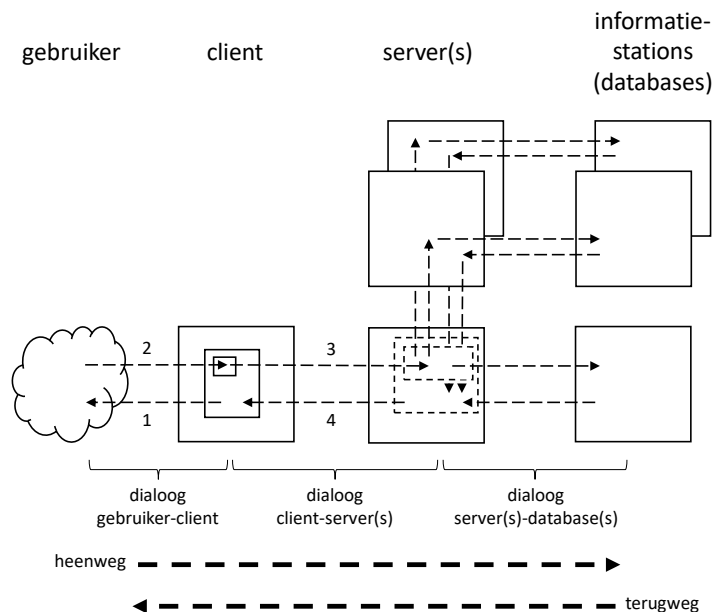 gebruiker
client
server(s)
informatie-
stations
(databases)
2
3
1
4
dialoog
gebruiker-client
dialoog
client-server(s)
dialoog
server(s)-database(s)
heenweg
terugweg